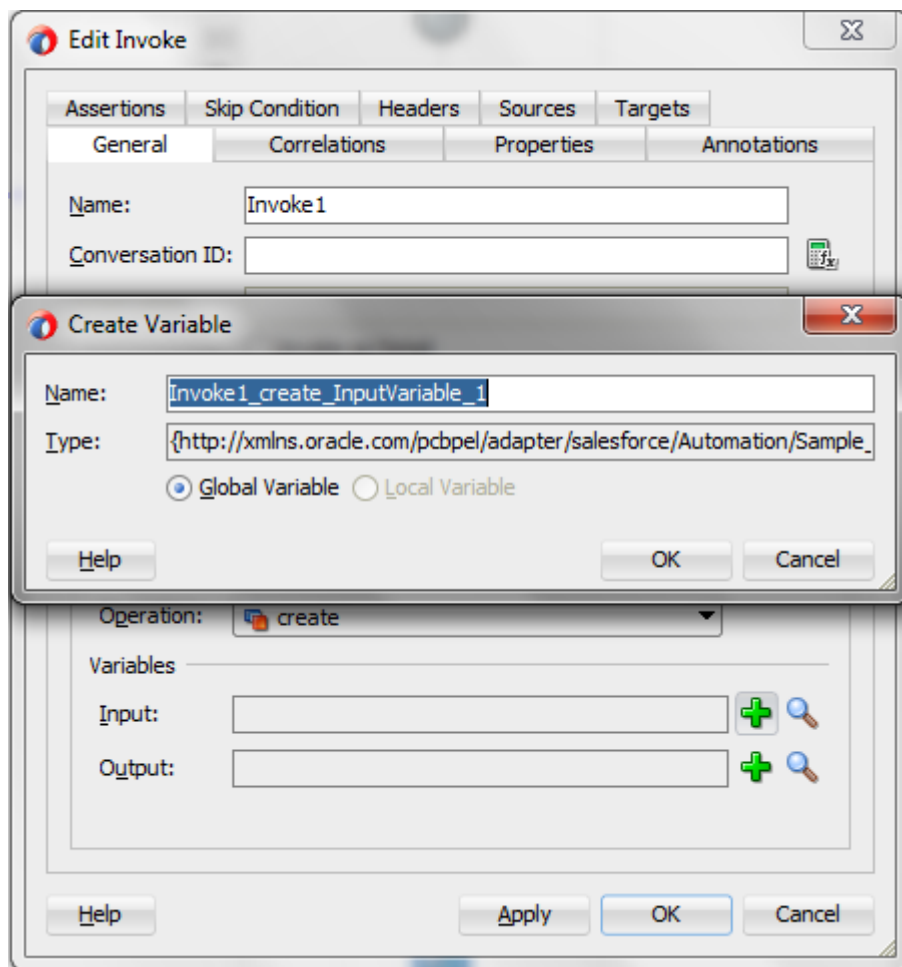 Edit Invoke
Assertions Skip Condition Headers Sources Targets
General Correlations Properties Annotations
Name: Invoke1
Conversation ID:
Create Variable
Name: Invoke1_create_InputVariable_1
Type: {http://xmlns.oracle.com/pcbpel/adapter/salesforce/Automation/Sample_
Global Variable Local Variable
Help OK Cancel
Operation: create
Variables
Input:
Output:
Help Apply OK Cancel